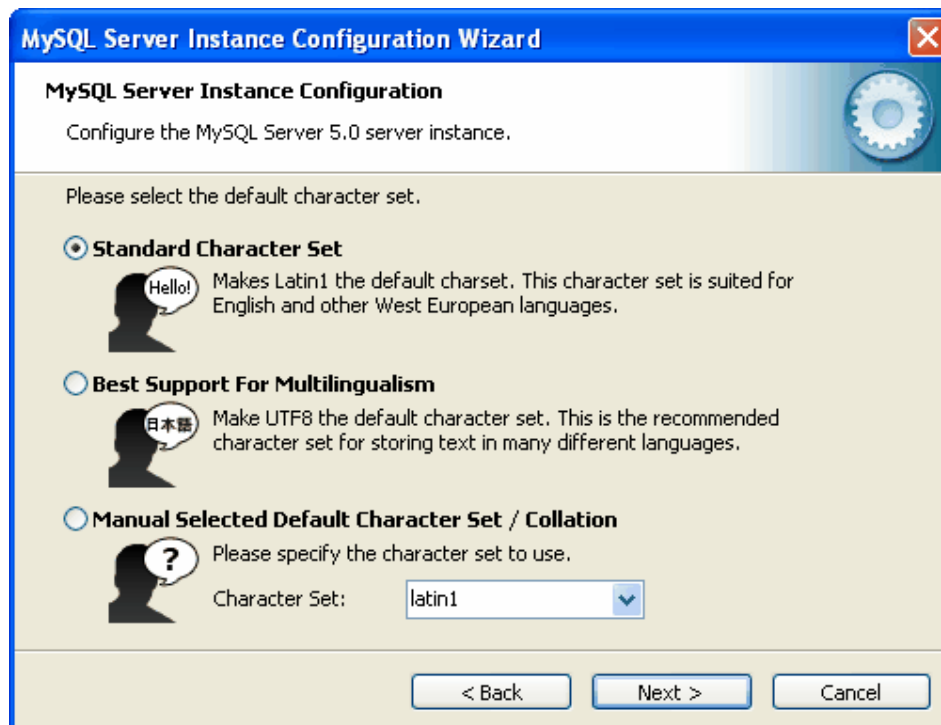 MySQL Server Instance Configuration Wizard
MySQL Server Instance Configuration
Configure the MySQL Server 5.0 server instance.
Please select the default character set.
Standard Character Set
Hello!
Makes Latin1 the default charset. This character set is suited for
English and other West European languages.
Best Support For Multilingualism
日本語
Make UTF8 the default character set. This is the recommended
character set for storing text in many different languages.
Manual Selected Default Character Set / Collation
?
Please specify the character set to use.
Character Set: latin1
< Back Next > Cancel